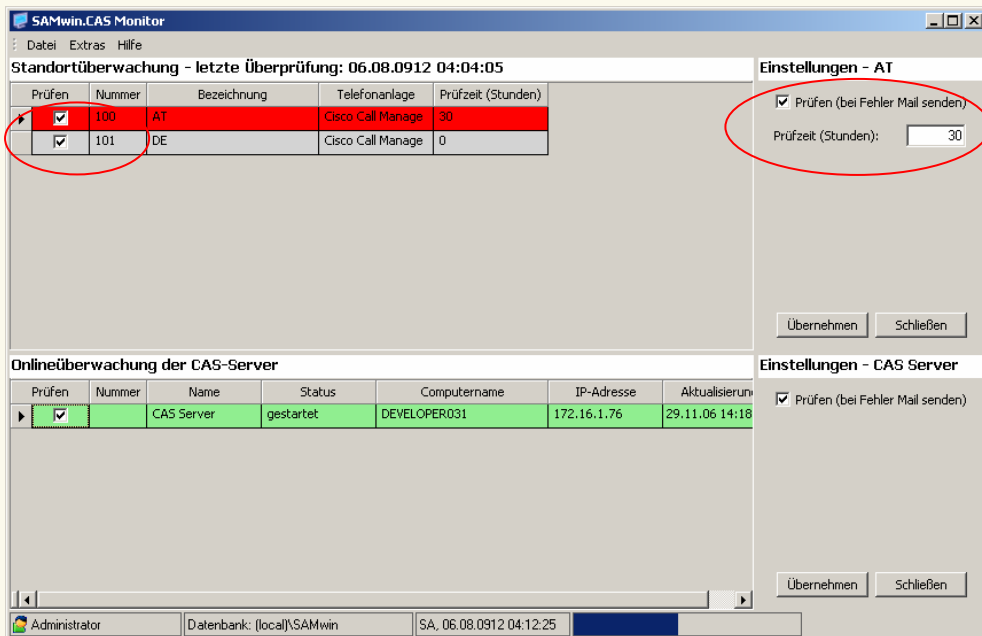 SAMwin.CAS Monitor
Datei Extras Hilfe
Standortüberwachung - letzte Überprüfung: 06.08.0912 04:04:05
Prüfen Nummer Bezeichnung Telefonanlage Prüfzeit (Stunden)
100 AT Cisco Call Manage 30
101 DE Cisco Call Manage 0
Einstellungen - AT
Prüfen (bei Fehler Mail senden)
Prüfzeit (Stunden): 30
Übernehmen Schließen
Onlineüberwachung der CAS-Server
Prüfen Nummer Name Status Computername IP-Adresse Aktualisierun
CAS Server gestartet DEVELOPER031 172.16.1.76 29.11.06 14:18
Einstellungen - CAS Server
Prüfen (bei Fehler Mail senden)
Übernehmen Schließen
Administrator Datenbank: (local)\SAMwin SA, 06.08.0912 04:12:25